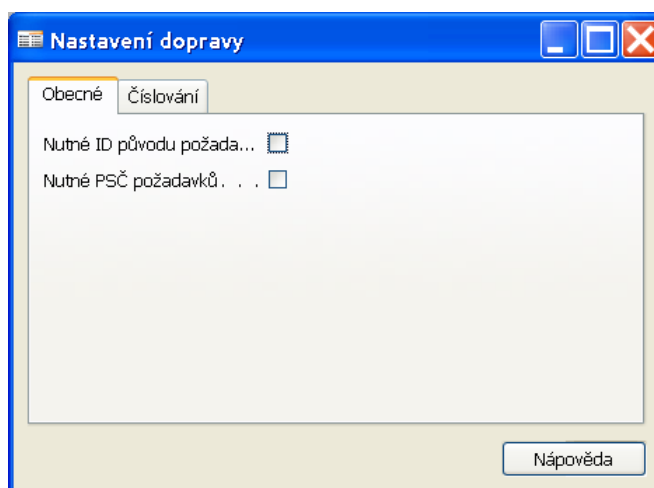 Nastavení dopravy
Obecné Číslování
Nutné ID původu požada...
Nutné PSČ požadavků. . . .
Nápověda